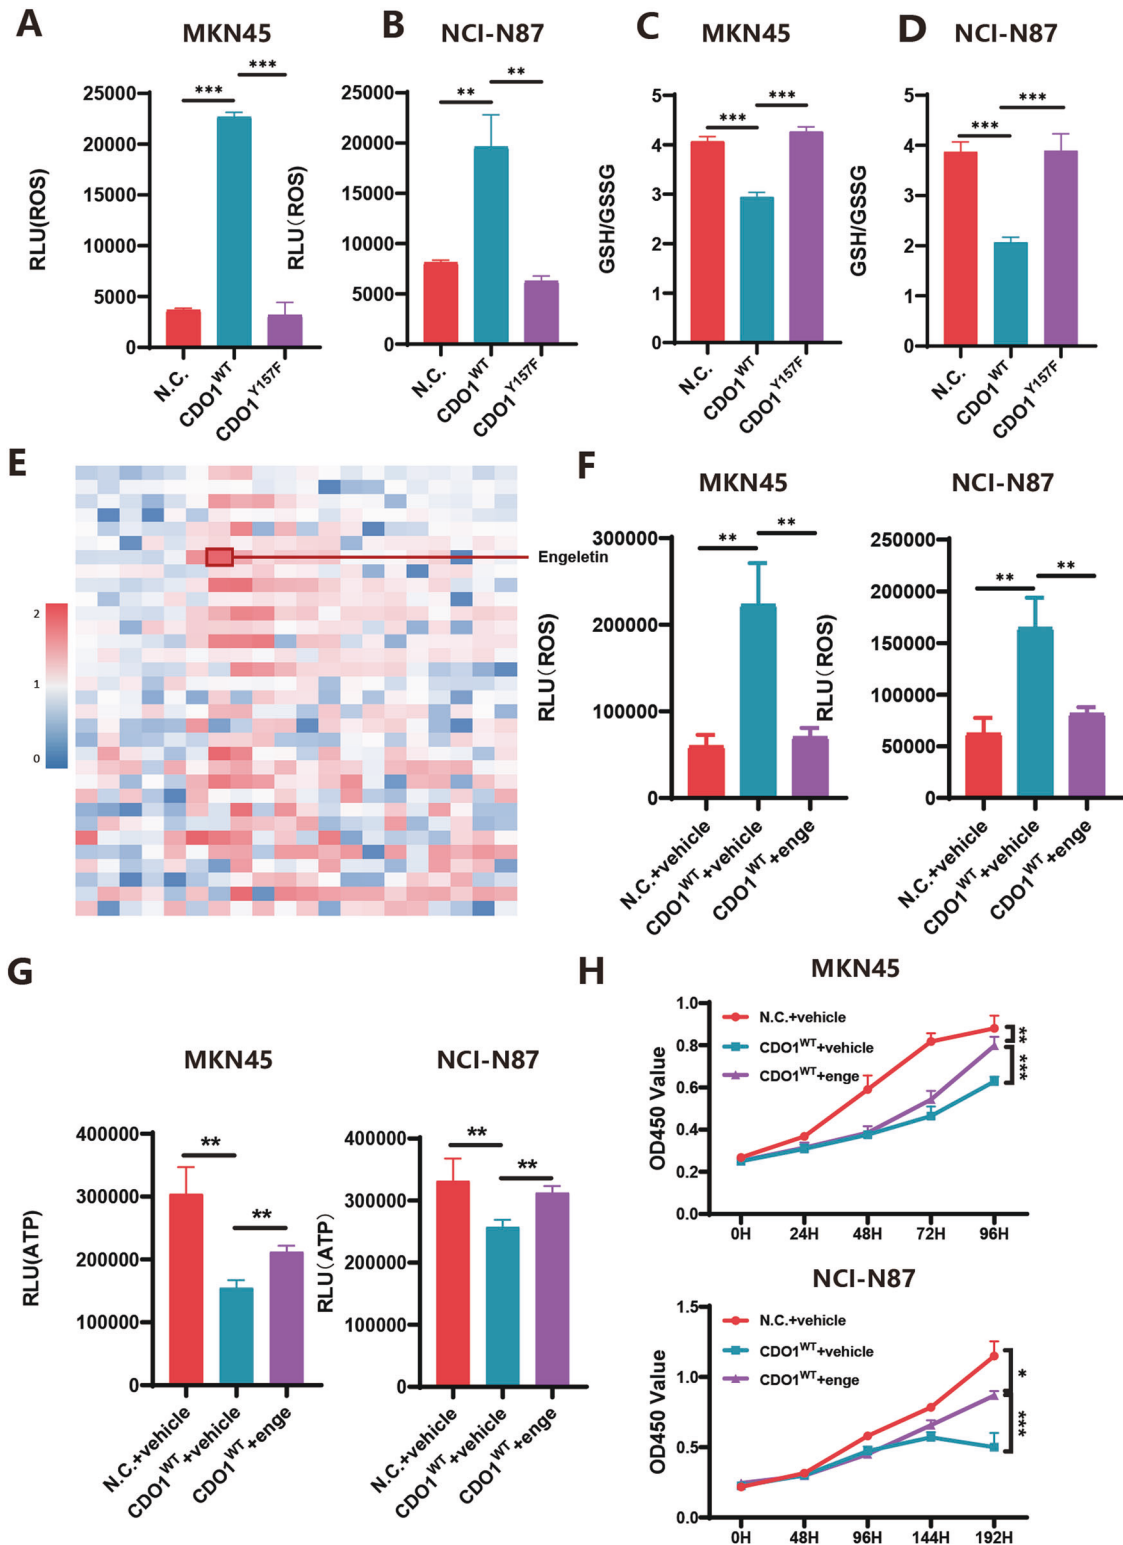 A
MKN45
RLU(ROS)
25000
20000
15000
10000
5000
0
***
***
N.C.
CDO1WT
CDO1Y157F
B
NCI-N87
RLU(ROS)
25000
20000
15000
10000
5000
0
**
**
N.C.
CDO1WT
CDO1Y157F
C
MKN45
GSH/GSSG
5
4
3
2
1
0
***
***
N.C.
CDO1WT
CDO1Y157F
D
NCI-N87
GSH/GSSG
5
4
3
2
1
0
***
***
N.C.
CDO1WT
CDO1Y157F
E
2
1
0
Engeletin
F
MKN45
RLU(ROS)
300000
200000
100000
0
**
**
N.C.+vehicle
CDO1WT+vehicle
CDO1WT+enge
NCI-N87
RLU(ROS)
250000
200000
150000
100000
50000
0
**
**
N.C.+vehicle
CDO1WT+vehicle
CDO1WT+enge
G
MKN45
RLU(ATP)
400000
300000
200000
100000
0
**
**
N.C.+vehicle
CDO1WT+vehicle
CDO1WT+enge
NCI-N87
RLU(ATP)
400000
300000
200000
100000
0
**
**
N.C.+vehicle
CDO1WT+vehicle
CDO1WT+enge
H
MKN45
OD450 Value
1.0
0.8
0.6
0.4
0.2
0.0
N.C.+vehicle
CDO1WT+vehicle
CDO1WT+enge
**
***
0H 24H 48H 72H 96H
NCI-N87
OD450 Value
1.5
1.0
0.5
0.0
N.C.+vehicle
CDO1WT+vehicle
CDO1WT+enge
*
***
0H 48H 96H 144H 192H